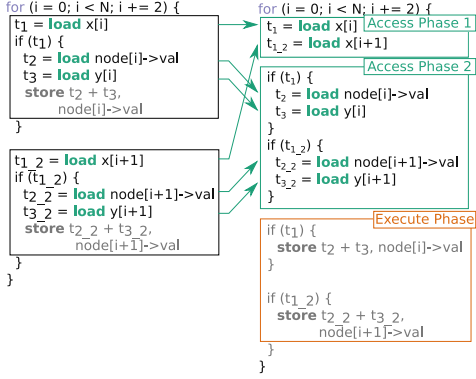 for (i = 0; i < N; i += 2) {
t1 = load x[i]
if (t1) {
t2 = load node[i]->val
t3 = load y[i]
store t2 + t3,
node[i]->val
}
t1_2 = load x[i+1]
if (t1_2) {
t2_2 = load node[i+1]->val
t3_2 = load y[i+1]
store t2_2 + t3_2,
node[i+1]->val
}
}
for (i = 0; i < N; i += 2) {
Access Phase 1
t1 = load x[i]
t1_2 = load x[i+1]
Access Phase 2
if (t1) {
t2 = load node[i]->val
t3 = load y[i]
}
if (t1_2) {
t2_2 = load node[i+1]->val
t3_2 = load y[i+1]
}
Execute Phase
if (t1) {
store t2 + t3, node[i]->val
}
if (t1_2) {
store t2_2 + t3_2,
node[i+1]->val
}
}